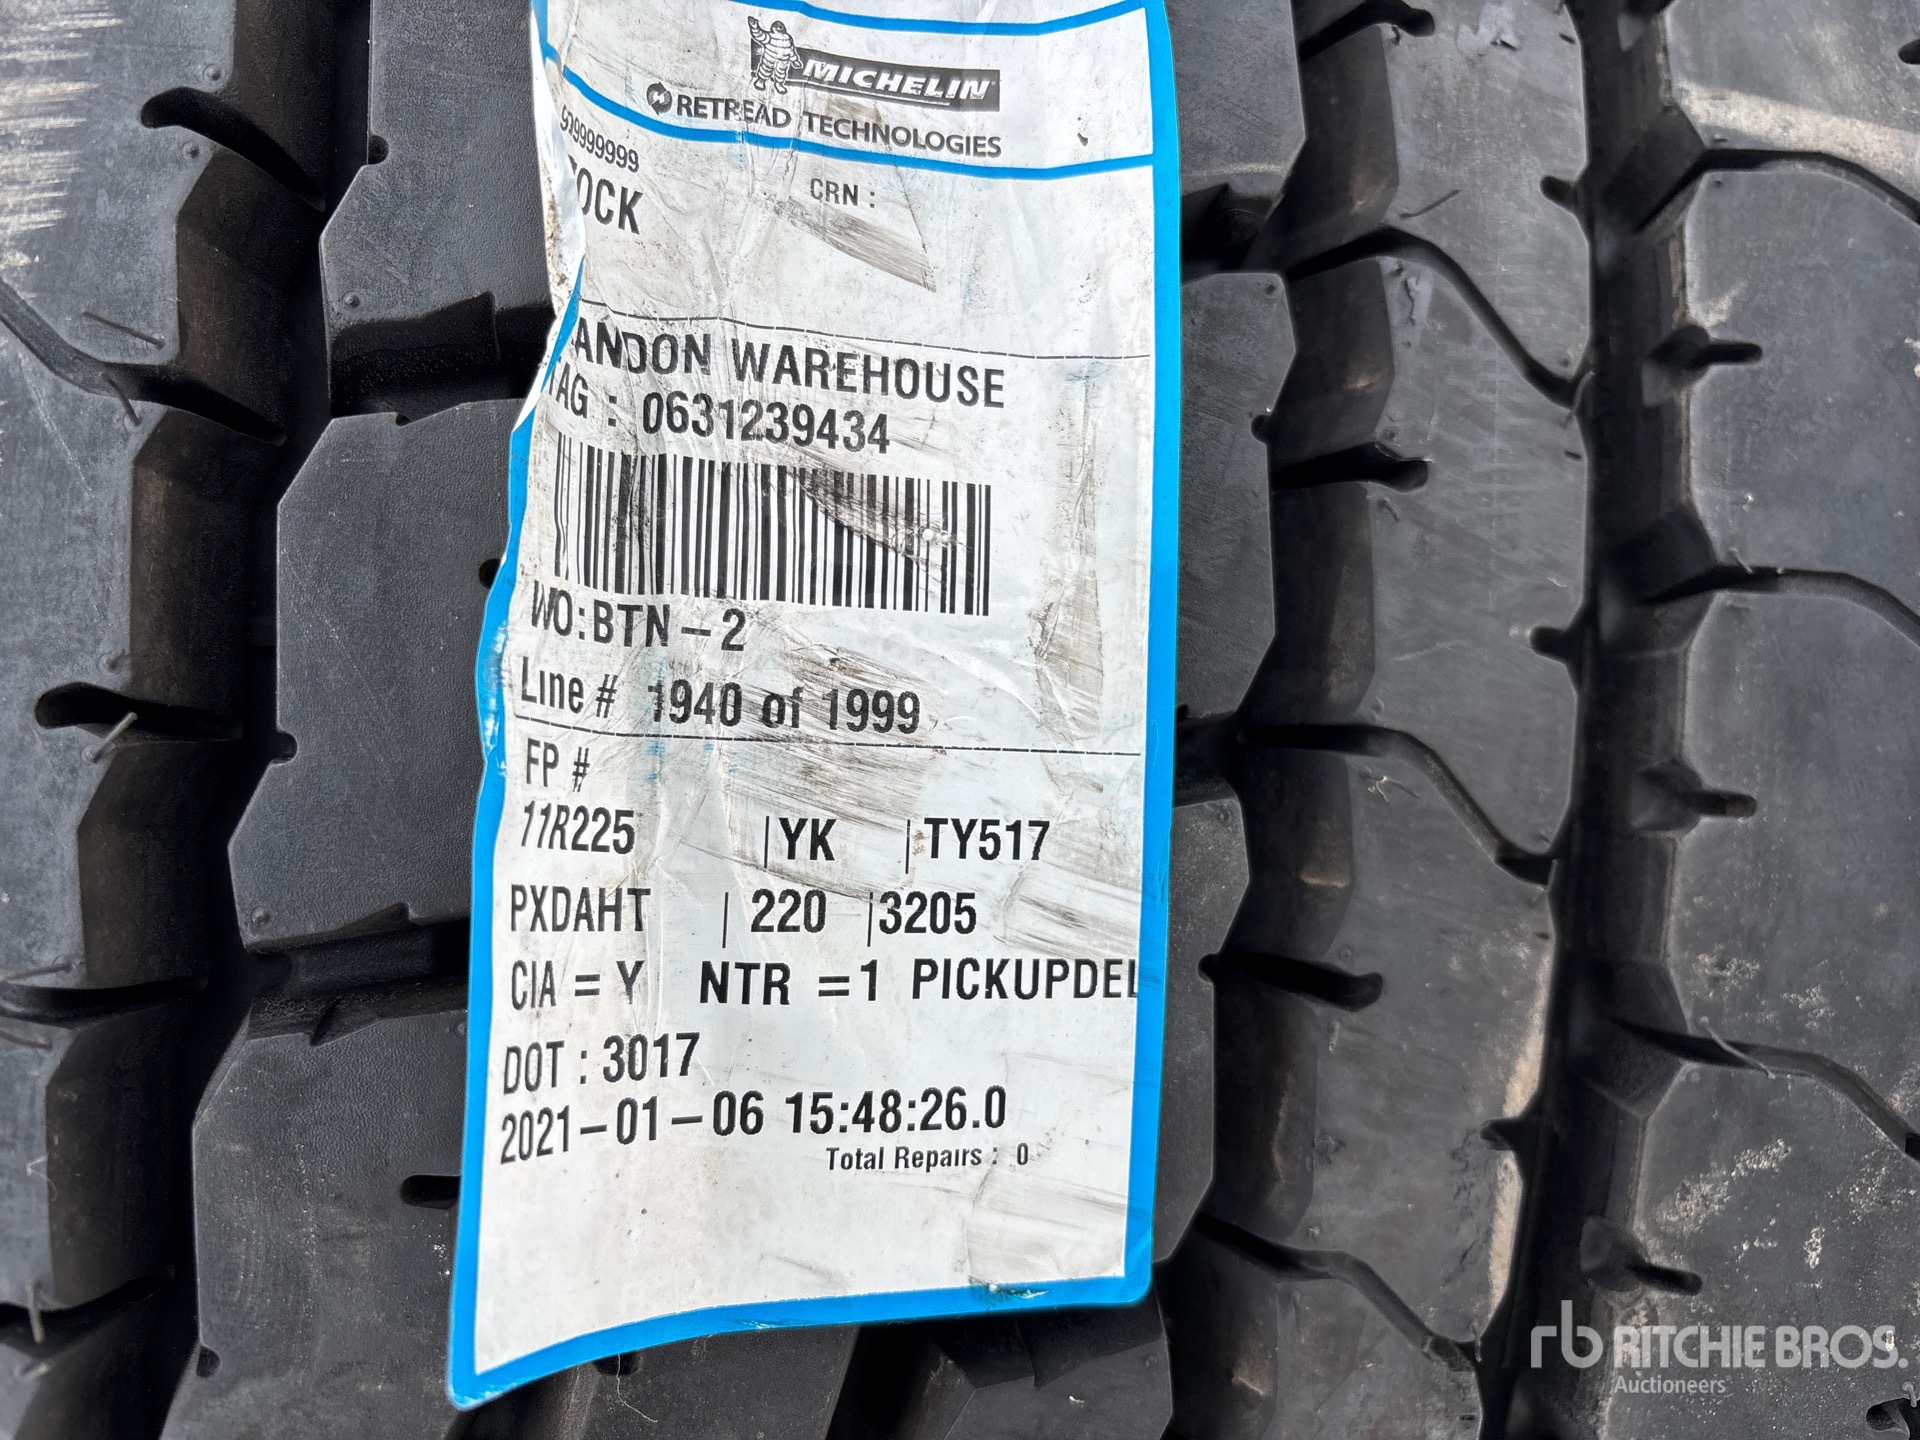 MICHELIN
RETREAD TECHNOLOGIES
CRN :
WAREHOUSE
TAG : 0631239434
WO:BTN-2
Line # 1940 of 1999
FP #
11R225 |YK |TY517
PXDAHT | 220 |3205
CIA = Y NTR =1 PICKUPDEL
DOT : 3017
2021-01-06 15:48:26.0
Total Repairs : 0
rb RITCHIE BROS.
Auctioneers